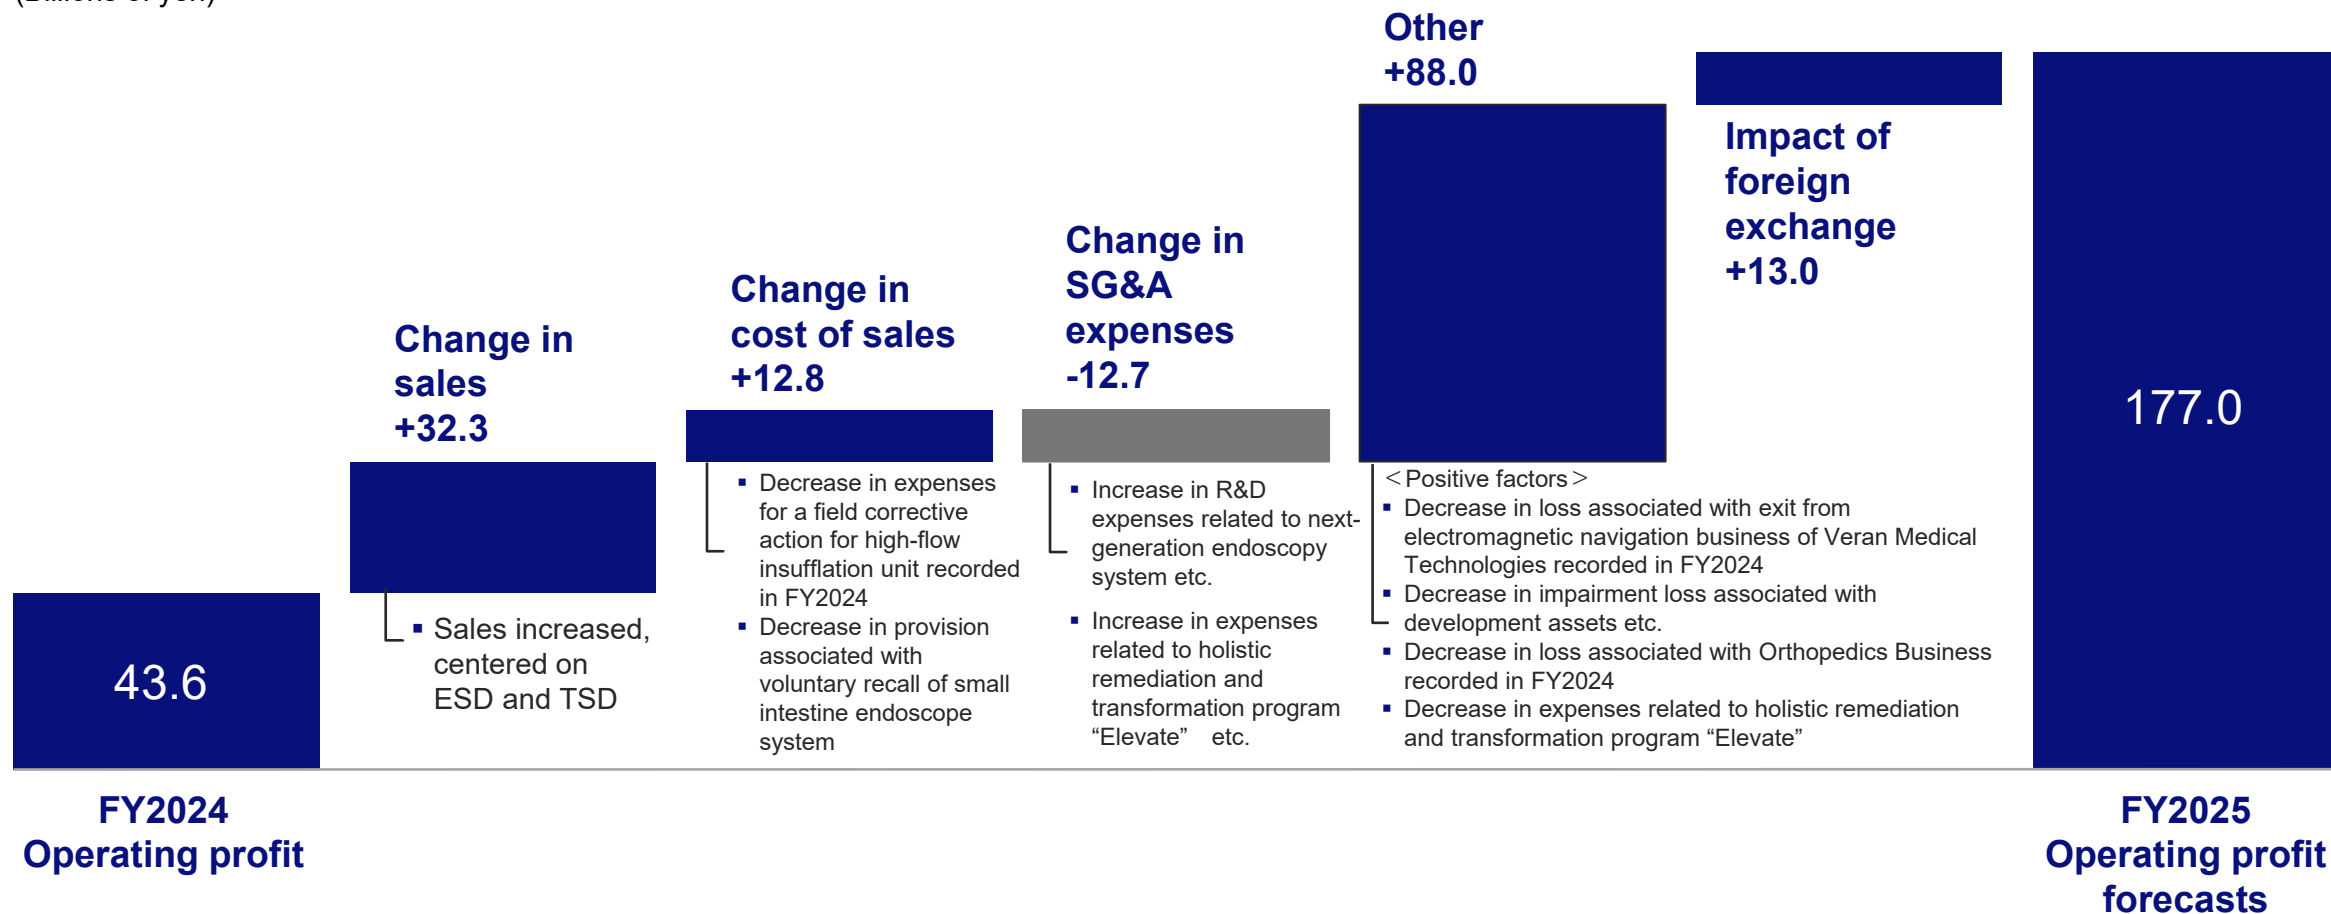 (Billions of yen)
Other
+88.0
Impact of
foreign
exchange
+13.0
Change in
SG&A
expenses
-12.7
Change in
cost of sales
+12.8
Change in
sales
+32.3
177.0
▪ Decrease in expenses
for a field corrective
action for high-flow
insufflation unit recorded
in FY2024
▪ Decrease in provision
associated with
voluntary recall of small
intestine endoscope
system
▪ Increase in R&D
expenses related to next-
generation endoscopy
system etc.
▪ Increase in expenses
related to holistic
remediation and
transformation program
“Elevate” etc.
＜Positive factors＞
▪ Decrease in loss associated with exit from
electromagnetic navigation business of Veran Medical
Technologies recorded in FY2024
▪ Decrease in impairment loss associated with
development assets etc.
▪ Decrease in loss associated with Orthopedics Business
recorded in FY2024
▪ Decrease in expenses related to holistic remediation
and transformation program “Elevate”
▪ Sales increased,
centered on
ESD and TSD
43.6
FY2024
Operating profit
FY2025
Operating profit
forecasts